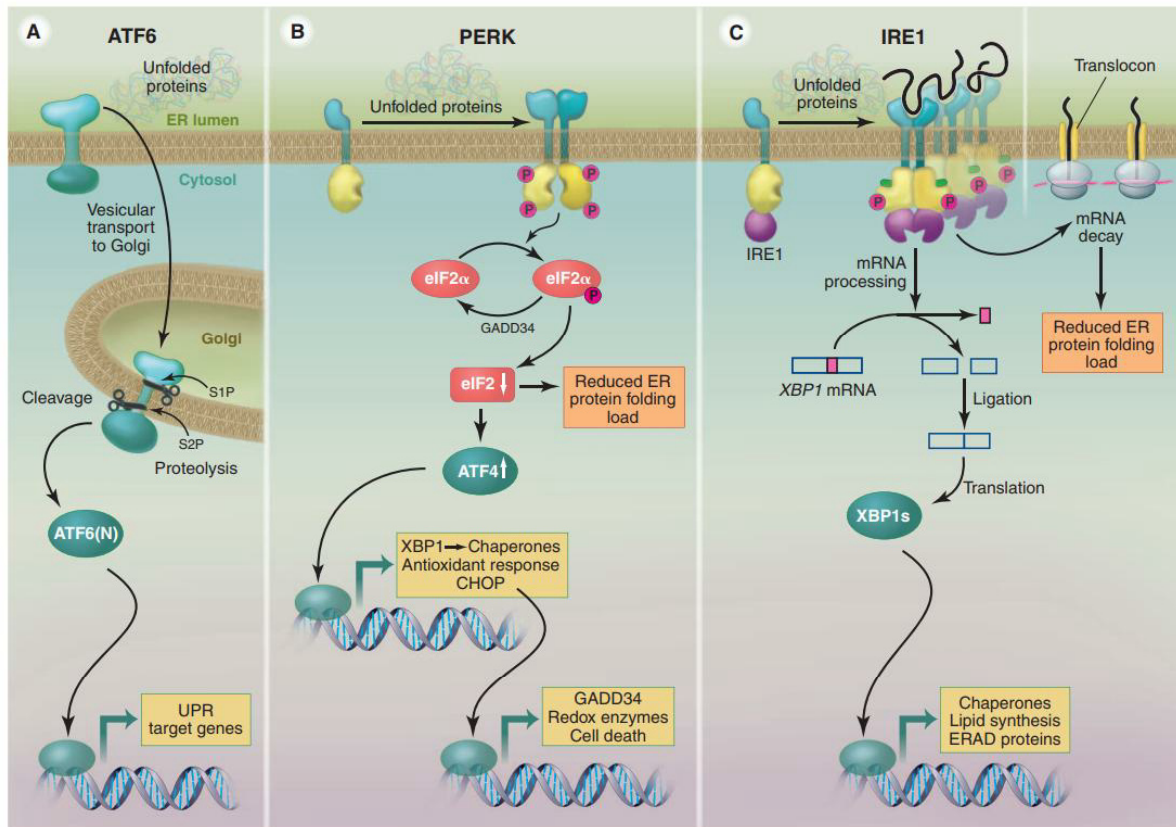 A
ATF6
Unfolded
proteins
ER lumen
Cytosol
Vesicular
transport
to Golgi
Golgi
S1P
Cleavage
S2P
Proteolysis
ATF6(N)
UPR
target genes
B
PERK
Unfolded proteins
P
P
P
P
eIF2α
eIF2α
P
GADD34
eIF2
Reduced ER
protein folding
load
ATF4
XBP1 → Chaperones
Antioxidant response
CHOP
GADD34
Redox enzymes
Cell death
C
IRE1
Unfolded
proteins
Translocon
P
P
P
P
IRE1
mRNA
processing
mRNA
decay
Reduced ER
protein folding
load
XBP1 mRNA
Ligation
Translation
XBP1s
Chaperones
Lipid synthesis
ERAD proteins